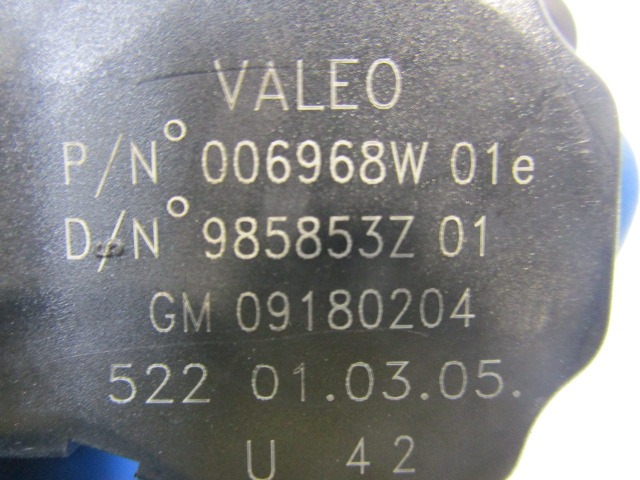 VALEO
P/N° 006968W 01e
D/N° 985853Z 01
GM 09180204
522 01.03.05.
U 42